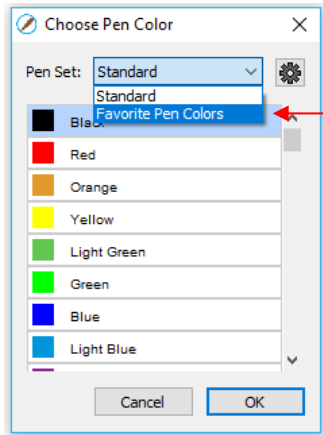 Choose Pen Color
Pen Set: Standard
Standard
Favorite Pen Colors
Black
Red
Orange
Yellow
Light Green
Green
Blue
Light Blue
Cancel OK